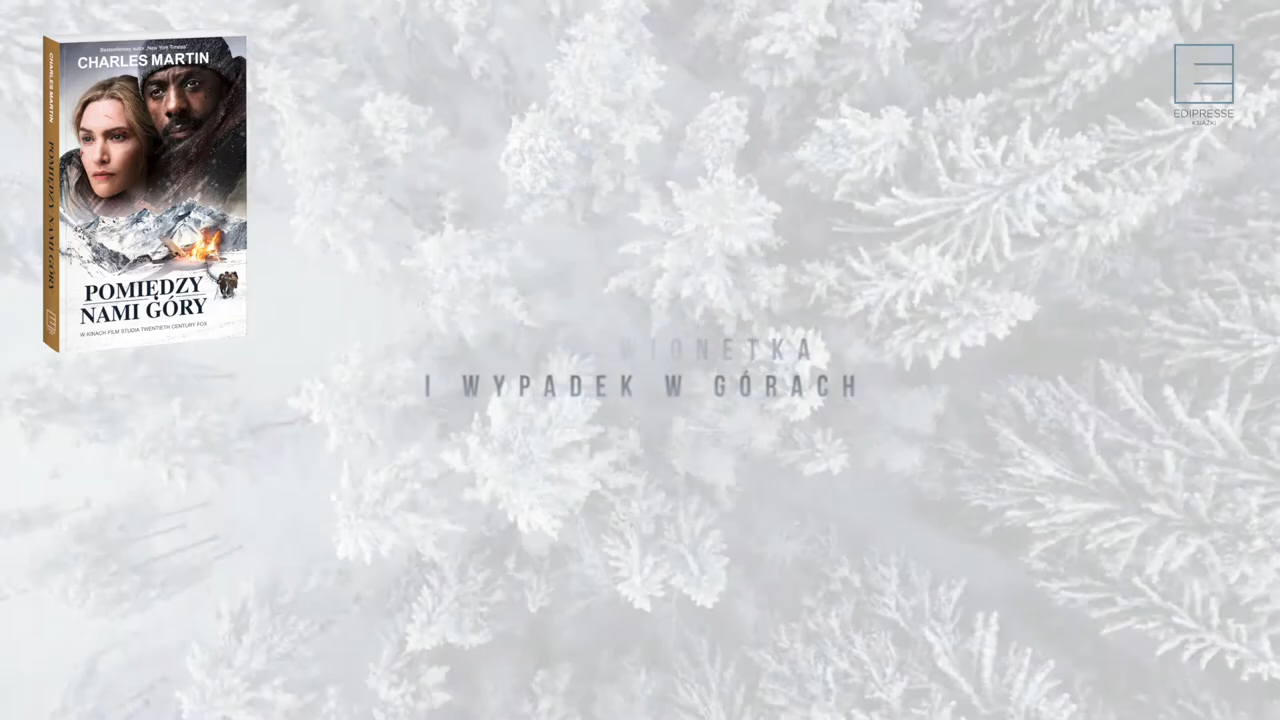 Bestsellerowy autor „New York Timesa”
CHARLES MARTIN
CHARLES MARTIN
POMIĘDZY NAMI GÓRY
POMIĘDZY
NAMI GÓRY
W KINACH FILM STUDIA TWENTIETH CENTURY FOX
EDIPRESSE
KSIĄŻKI
WIONETKA
I WYPADEK W GÓRACH